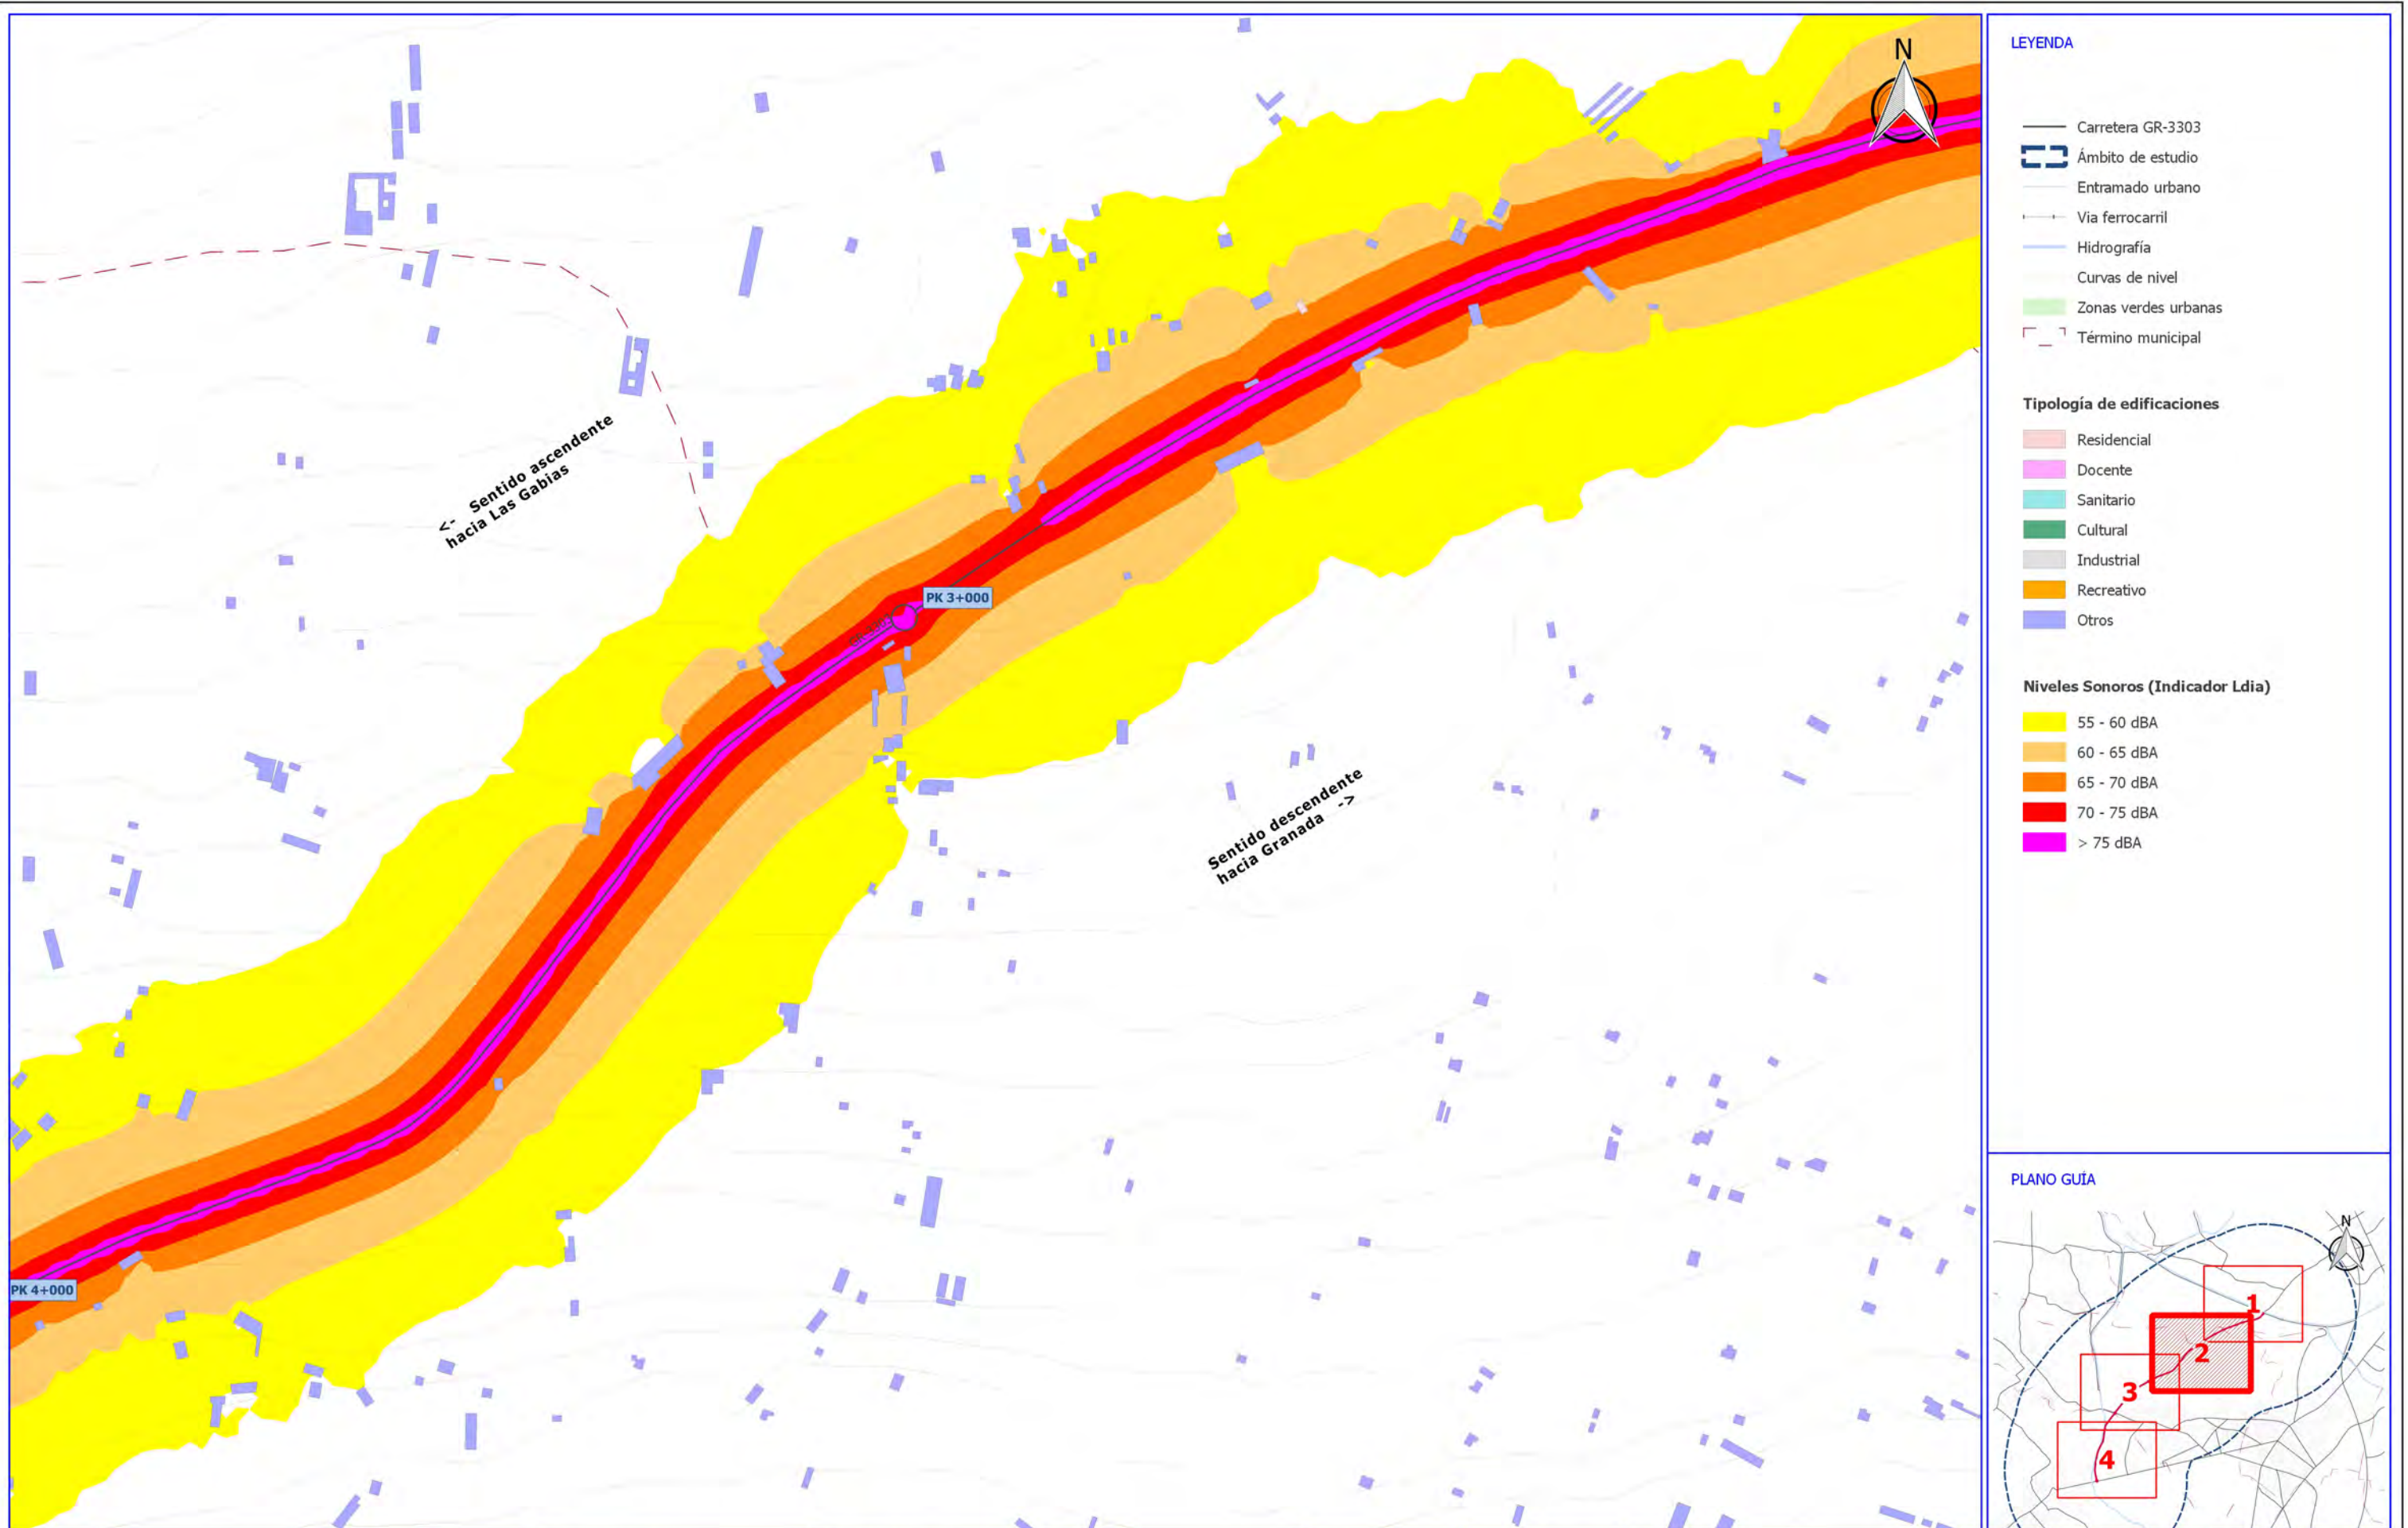 N
<- Sentido ascendente
hacia Las Gabias
PK 3+000
Sentido descendente
hacia Granada ->
PK 4+000
LEYENDA
Carretera GR-3303
Ámbito de estudio
Entramado urbano
Via ferrocarril
Hidrografía
Curvas de nivel
Zonas verdes urbanas
Término municipal
Tipología de edificaciones
Residencial
Docente
Sanitario
Cultural
Industrial
Recreativo
Otros
Niveles Sonoros (Indicador Ldia)
55 - 60 dBA
60 - 65 dBA
65 - 70 dBA
70 - 75 dBA
> 75 dBA
PLANO GUÍA
N
1
2
3
4